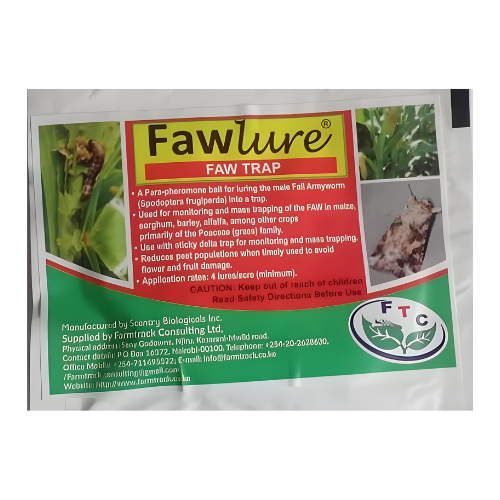 Fawlure®
FAW TRAP
• A Para-pheromone bait for luring the male Fall Armyworm
(Spodoptera frugiperda) into a trap.
• Used for monitoring and mass trapping of the FAW in maize,
sorghum, barley, alfalfa, among other crops
primarily of the Poaceae (grass) family.
• Use with sticky delta trap for monitoring and mass trapping.
• Reduces pest populations when timely used to avoid
flower and fruit damage.
• Application rates: 4 lures/acre (minimum).
CAUTION: Keep out of reach of children
Read Safety Directions Before Use
FTC
Manufactured by Scentry Biologicals Inc.
Supplied by Farmtrack Consulting Ltd,
Physical address: Godowns, Njiru, Kasarani-Mwiki road.
Contact details: P.O Box Nairobi-00100. Telephone: +254-20-2628630.
Office Mobile: E-mail: info@farmtrack.co.ke
/Farmtrack.consulting@gmail.com
Website: http://www.farmtrack.co.ke